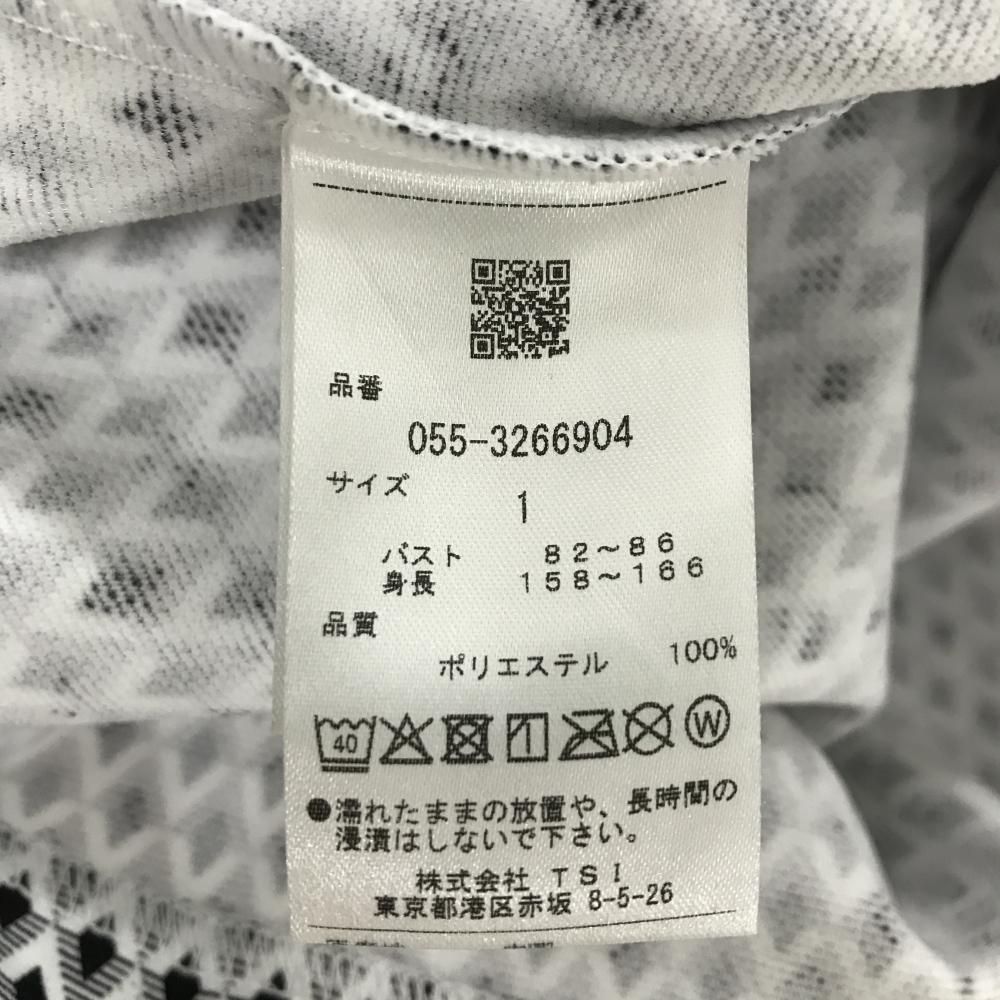 品番
055-3266904
サイズ
1
バスト 82～86
身長 158～166
品質
ポリエステル 100%
40 W
●濡れたままの放置や、長時間の
浸漬はしないで下さい。
株式会社 TSI
東京都港区赤坂 8-5-26